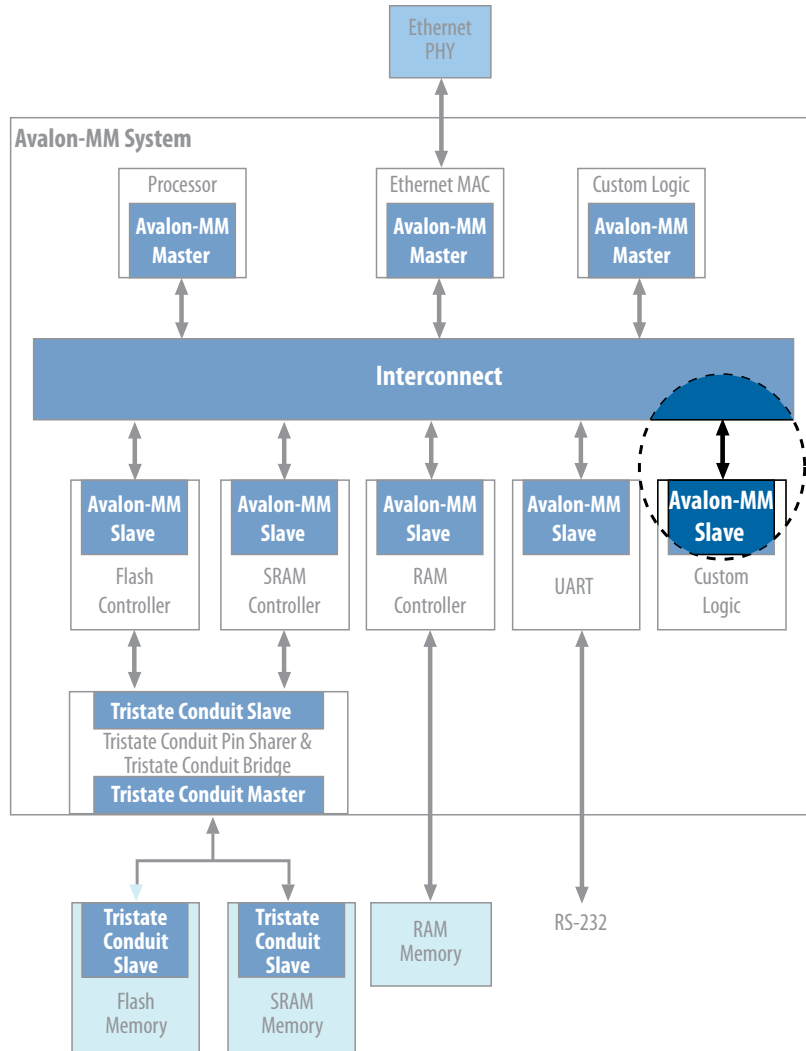 Ethernet
PHY
Avalon-MM System
Processor
Avalon-MM
Master
Ethernet MAC
Avalon-MM
Master
Custom Logic
Avalon-MM
Master
Interconnect
Avalon-MM
Slave
Flash
Controller
Avalon-MM
Slave
SRAM
Controller
Avalon-MM
Slave
RAM
Controller
Avalon-MM
Slave
UART
Avalon-MM
Slave
Custom
Logic
Tristate Conduit Slave
Tristate Conduit Pin Sharer &
Tristate Conduit Bridge
Tristate Conduit Master
Tristate
Conduit
Slave
Flash
Memory
Tristate
Conduit
Slave
SRAM
Memory
RAM
Memory
RS-232